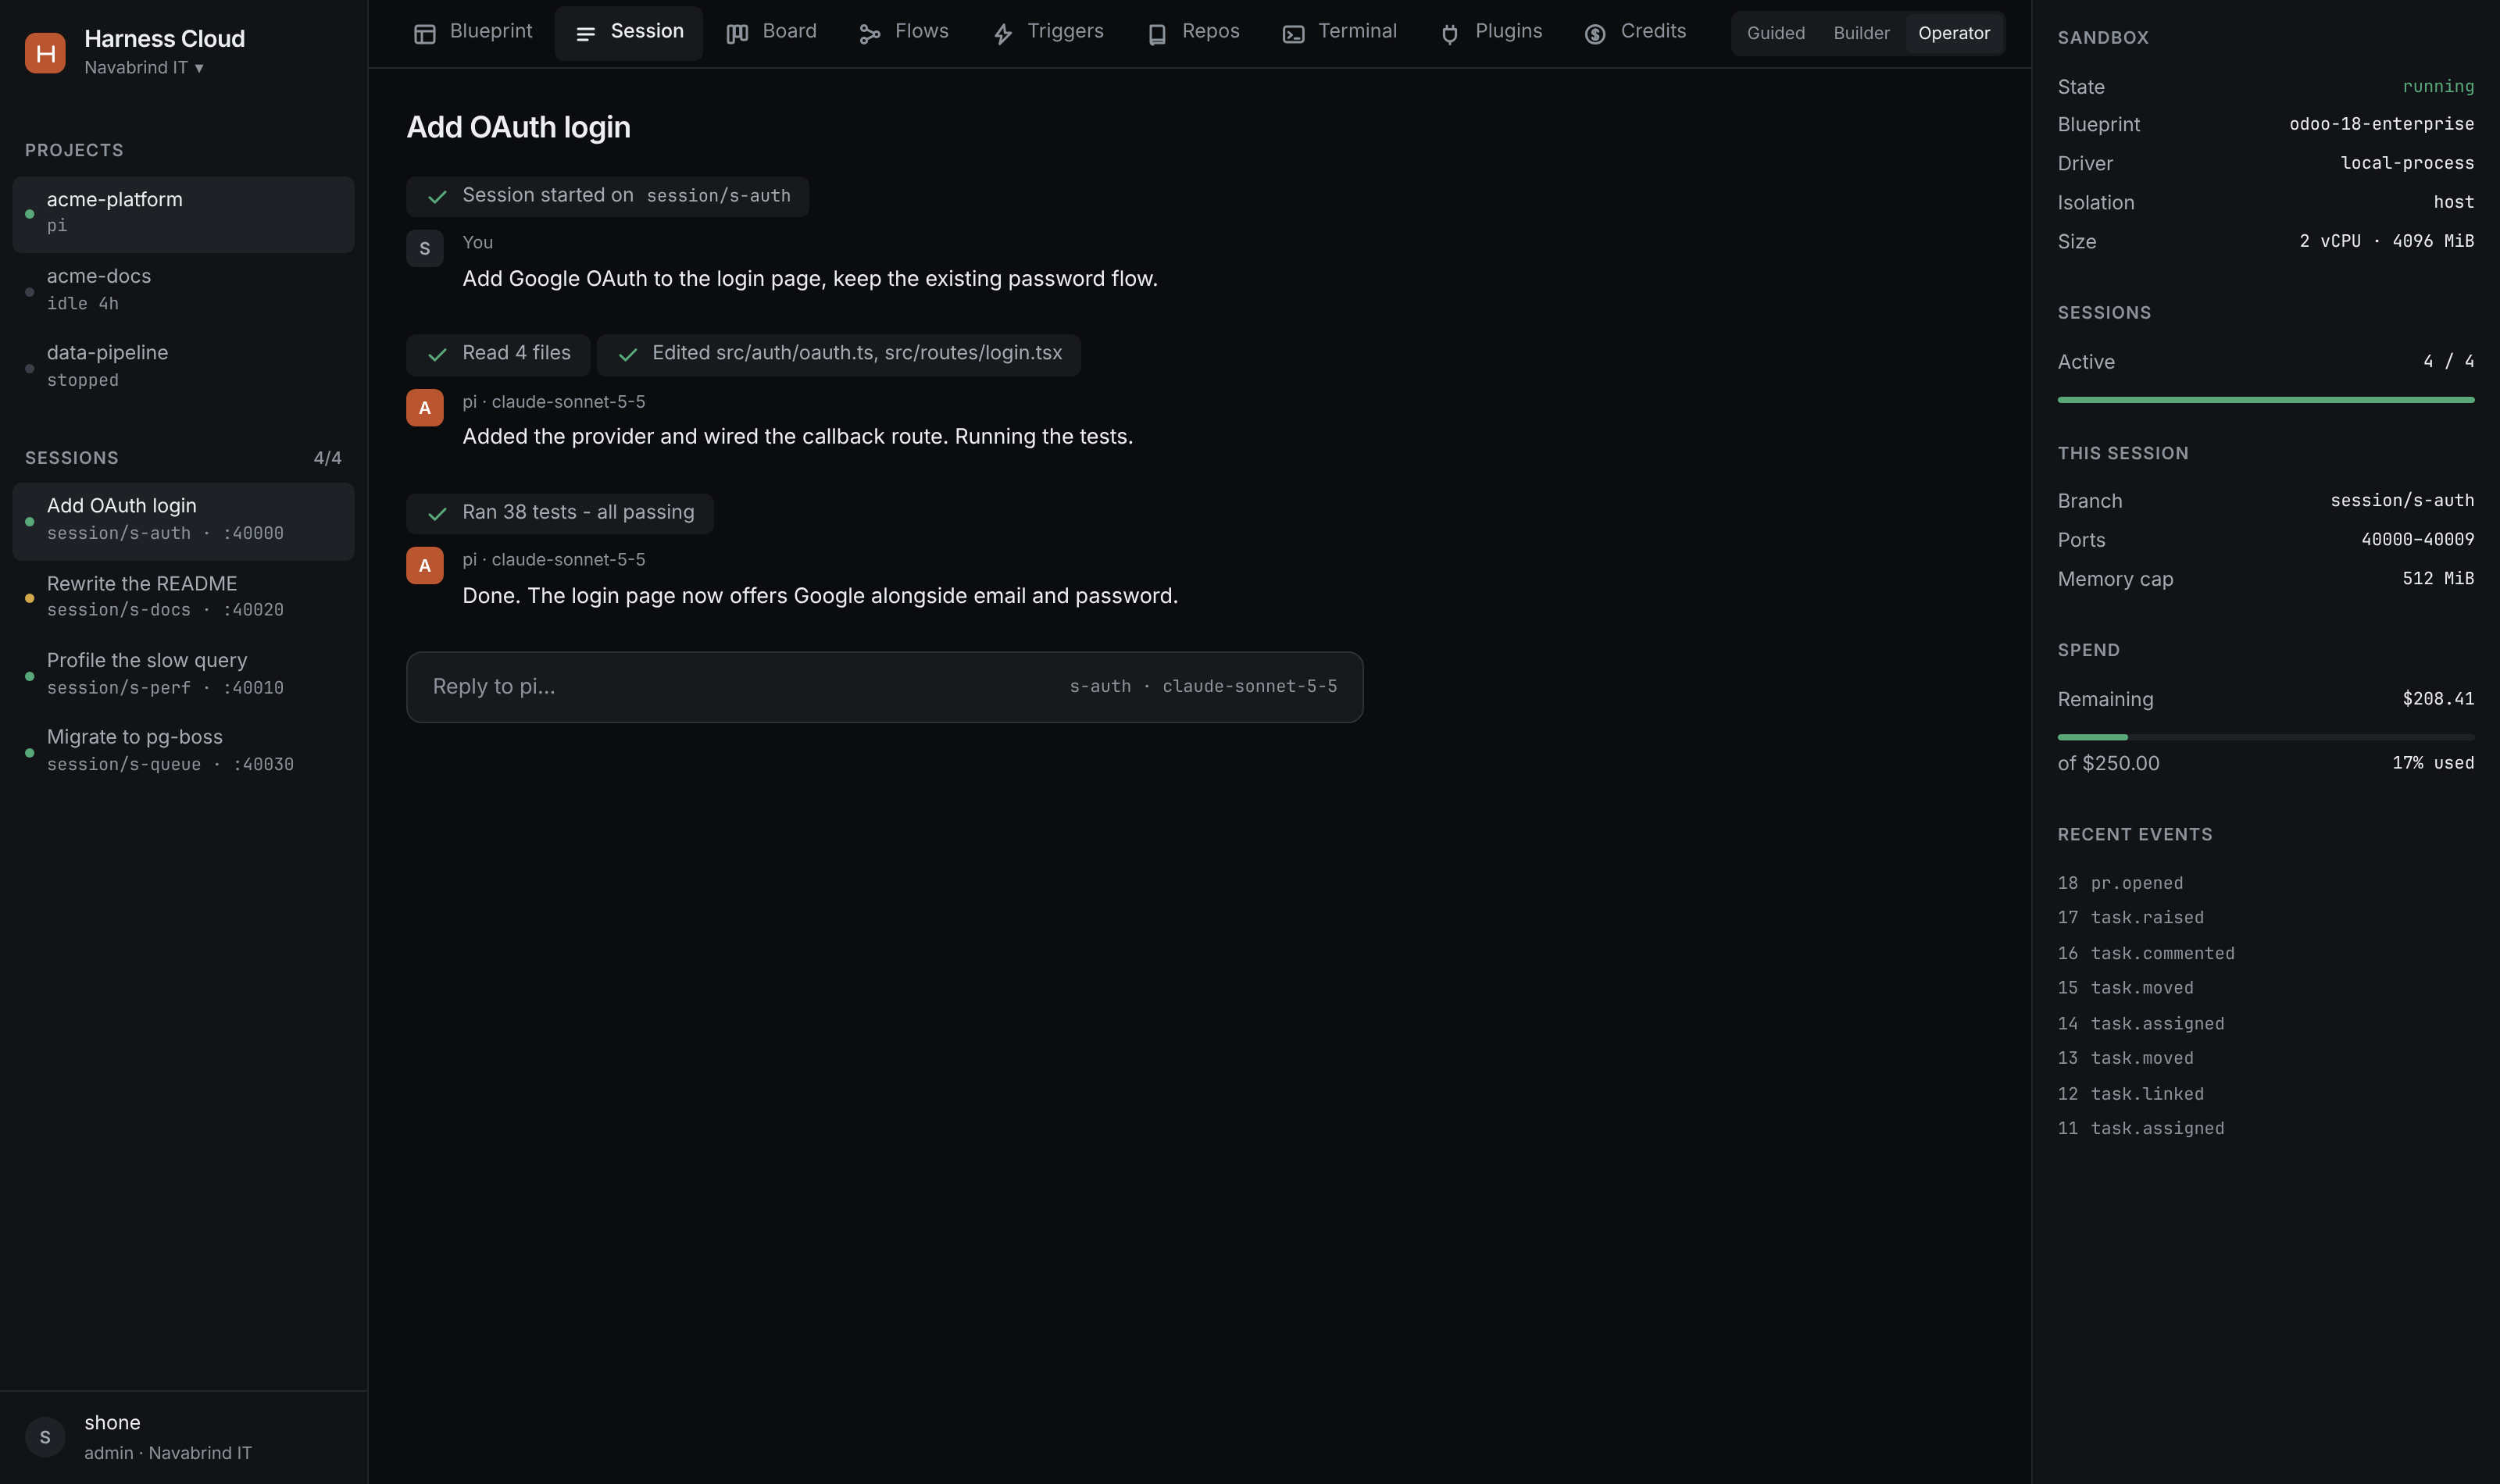 Harness Cloud
Navabrind IT ▾
PROJECTS
acme-platform
pi
acme-docs
idle 4h
data-pipeline
stopped
SESSIONS 4/4
Add OAuth login
session/s-auth · :40000
Rewrite the README
session/s-docs · :40020
Profile the slow query
session/s-perf · :40010
Migrate to pg-boss
session/s-queue · :40030
S
shone
admin · Navabrind IT
Blueprint Session Board Flows Triggers Repos Terminal Plugins Credits Guided Builder Operator
Add OAuth login
Session started on session/s-auth
S
You
Add Google OAuth to the login page, keep the existing password flow.
Read 4 files Edited src/auth/oauth.ts, src/routes/login.tsx
A
pi · claude-sonnet-5-5
Added the provider and wired the callback route. Running the tests.
Ran 38 tests - all passing
A
pi · claude-sonnet-5-5
Done. The login page now offers Google alongside email and password.
Reply to pi... s-auth · claude-sonnet-5-5
SANDBOX
State running
Blueprint odoo-18-enterprise
Driver local-process
Isolation host
Size 2 vCPU · 4096 MiB
SESSIONS
Active 4 / 4
THIS SESSION
Branch session/s-auth
Ports 40000–40009
Memory cap 512 MiB
SPEND
Remaining $208.41
of $250.00 17% used
RECENT EVENTS
18 pr.opened
17 task.raised
16 task.commented
15 task.moved
14 task.assigned
13 task.moved
12 task.linked
11 task.assigned